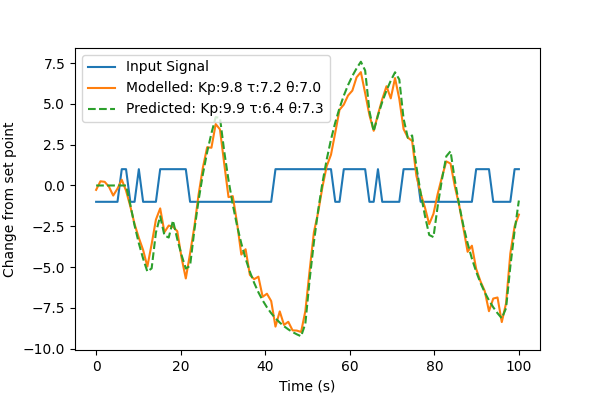 Input Signal
Modelled: Kp:9.8 τ:7.2 θ:7.0
Predicted: Kp:9.9 τ:6.4 θ:7.3
7.5
5.0
2.5
0.0
−2.5
−5.0
−7.5
−10.0
Change from set point
0 20 40 60 80 100
Time (s)